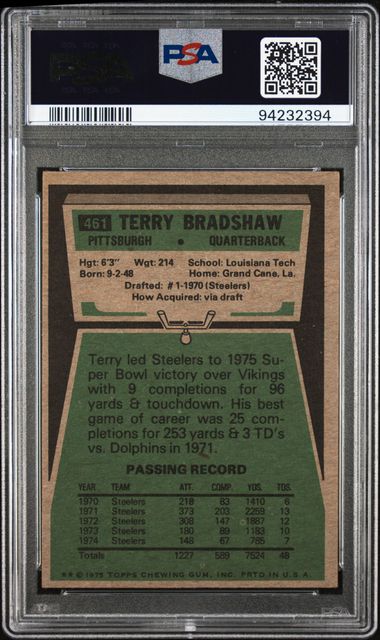 PSA
94232394
461 TERRY BRADSHAW
PITTSBURGH • QUARTERBACK
Hgt: 6'3" Wgt: 214 School: Louisiana Tech
Born: 9-2-48 Home: Grand Cane, La.
Drafted: #1-1970 (Steelers)
How Acquired: via draft
Terry led Steelers to 1975 Su-
per Bowl victory over Vikings
with 9 completions for 96
yards & touchdown. His best
game of career was 25 com-
pletions for 253 yards & 3 TD's
vs. Dolphins in 1971.
PASSING RECORD
YEAR TEAM ATT. COMP. YDS. TDS.
1970 Steelers 218 83 1410 6
1971 Steelers 373 203 2259 13
1972 Steelers 308 147 1887 12
1973 Steelers 180 89 1183 10
1974 Steelers 148 67 785 7
Totals 1227 589 7524 48
© 1975 TOPPS CHEWING GUM, INC. PRTD IN U.S.A.